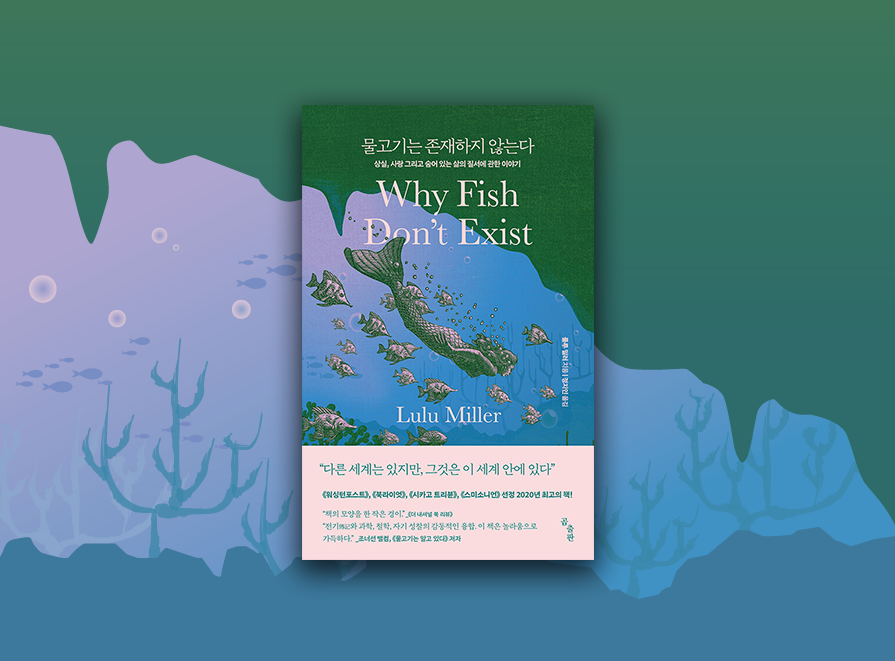 물고기는 존재하지 않는다
상실, 사랑 그리고 숨어 있는 삶의 질서에 관한 이야기
Why Fish
Don't Exist
룰루 밀러 지음 | 정지인 옮김
Lulu Miller
“다른 세계는 있지만, 그것은 이 세계 안에 있다”
《워싱턴포스트》, 《북라이엇》, 《시카고 트리뷴》, 《스미소니언》 선정 2020년 최고의 책!
“책의 모양을 한 작은 경이.” _《더 내셔널 북 리뷰》
“전기傳記와 과학, 철학, 자기 성찰의 감동적인 융합. 이 책은 놀라움으로
가득하다.” _조너선 밸컴, 《물고기는 알고 있다》 저자
곰출판